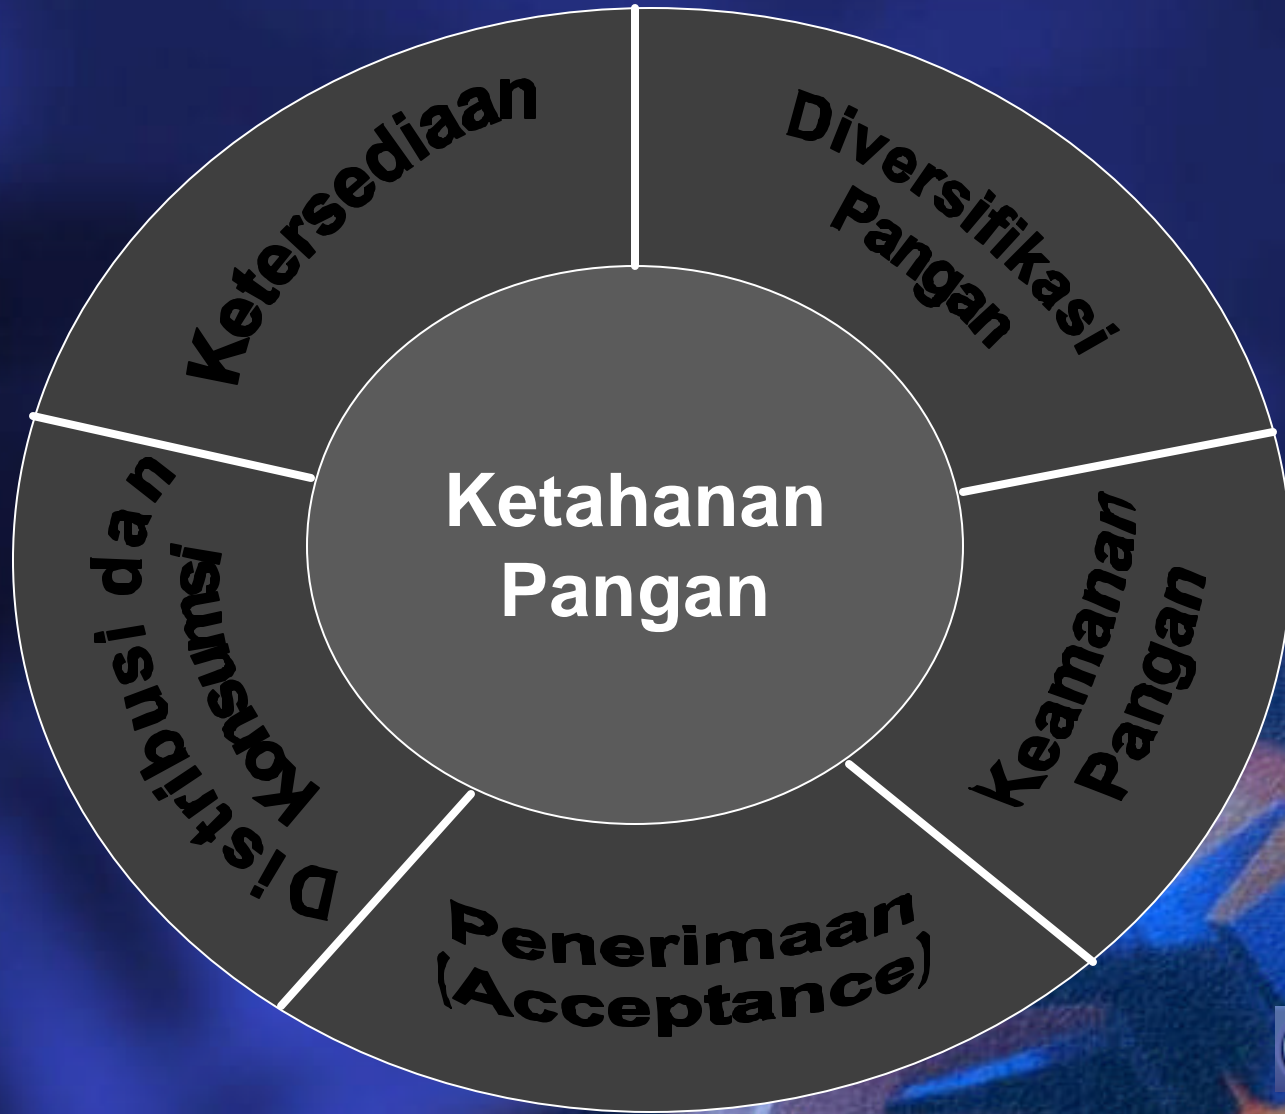 Ketersediaan
Diversifikasi
Pangan
Ketahanan
Pangan
Keamanan
Pangan
Distribusi dan
Konsumsi
Penerimaan
(Acceptance)